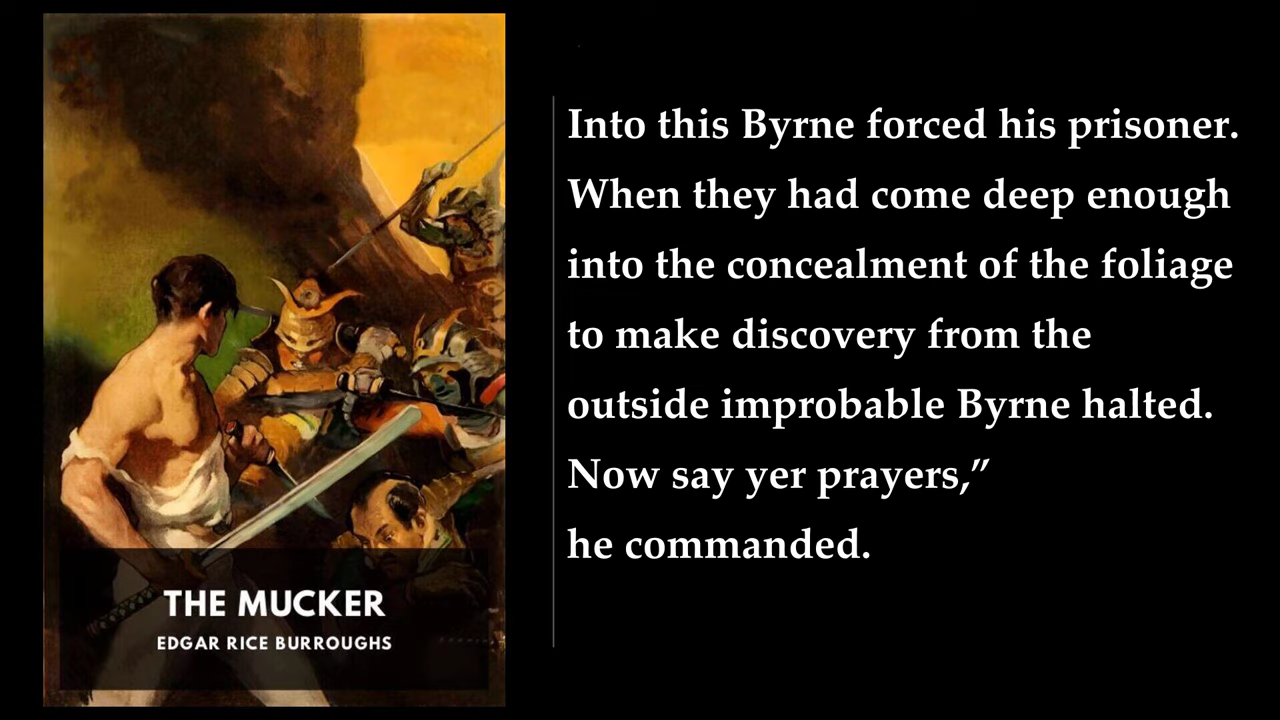 THE MUCKER
EDGAR RICE BURROUGHS
Into this Byrne forced his prisoner.
When they had come deep enough
into the concealment of the foliage
to make discovery from the
outside improbable Byrne halted.
Now say yer prayers,”
he commanded.